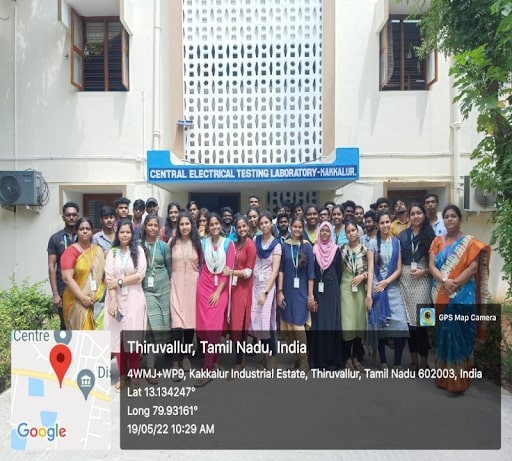 CENTRAL ELECTRICAL TESTING LABORATORY-KAKKALUR.
GPS Map Camera
Centre
Dis
Google
Thiruvallur, Tamil Nadu, India
4WMJ+WP9, Kakkalur Industrial Estate, Thiruvallur, Tamil Nadu 602003, India
Lat 13.134247°
Long 79.93161°
19/05/22 10:29 AM